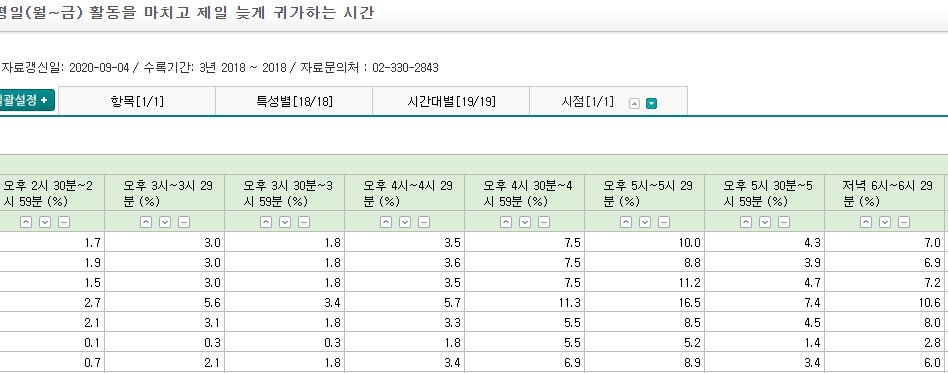 평일(월~금) 활동을 마치고 제일 늦게 귀가하는 시간
자료갱신일: 2020-09-04 / 수록기간: 3년 2018 ~ 2018 / 자료문의처 : 02-330-2843
일괄설정 + 항목[1/1] 특성별[18/18] 시간대별[19/19] 시점[1/1]
오후 2시 30분~2 오후 3시~3시 29 오후 3시 30분~3 오후 4시~4시 29 오후 4시 30분~4 오후 5시~5시 29 오후 5시 30분~5 저녁 6시~6시 29
시 59분 (%) 분 (%) 시 59분 (%) 분 (%) 시 59분 (%) 분 (%) 시 59분 (%) 분 (%)
1.7 3.0 1.8 3.5 7.5 10.0 4.3 7.0
1.9 3.0 1.8 3.6 7.5 8.8 3.9 6.9
1.5 3.0 1.8 3.5 7.5 11.2 4.7 7.2
2.7 5.6 3.4 5.7 11.3 16.5 7.4 10.6
2.1 3.1 1.8 3.3 5.5 8.5 4.5 8.0
0.1 0.3 0.3 1.8 5.5 5.2 1.4 2.8
0.7 2.1 1.8 3.4 6.9 8.9 3.4 6.0